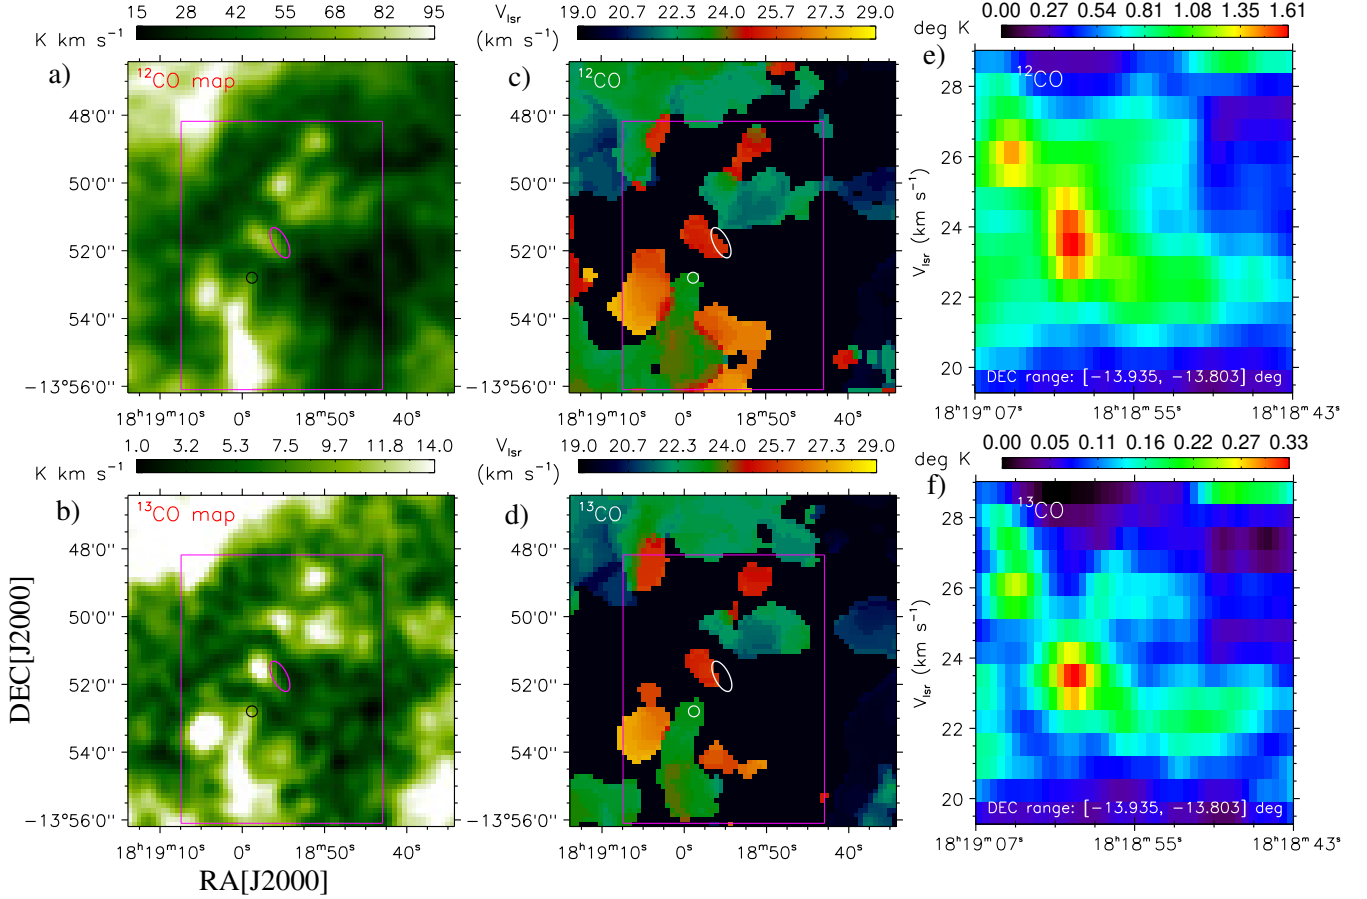 15 28 42 55 68 82 95
K km s⁻¹
a)
¹²CO map
48'0''
50'0''
52'0''
54'0''
−13°56'0''
18ʰ19ᵐ10ˢ 0ˢ 18ᵐ50ˢ 40ˢ
Vlsr
(km s⁻¹)
19.0 20.7 22.3 24.0 25.7 27.3 29.0
c)
¹²CO
48'0''
50'0''
52'0''
54'0''
−13°56'0''
18ʰ19ᵐ10ˢ 0ˢ 18ᵐ50ˢ 40ˢ
deg K
0.00 0.27 0.54 0.81 1.08 1.35 1.61
e)
¹²CO
28
26
24
22
20
Vlsr (km s⁻¹)
DEC range: [−13.935, −13.803] deg
18ʰ19ᵐ07ˢ 18ʰ18ᵐ55ˢ 18ʰ18ᵐ43ˢ
1.0 3.2 5.3 7.5 9.7 11.8 14.0
K km s⁻¹
b)
¹³CO map
48'0''
50'0''
52'0''
54'0''
−13°56'0''
18ʰ19ᵐ10ˢ 0ˢ 18ᵐ50ˢ 40ˢ
DEC[J2000]
RA[J2000]
Vlsr
(km s⁻¹)
19.0 20.7 22.3 24.0 25.7 27.3 29.0
d)
¹³CO
48'0''
50'0''
52'0''
54'0''
−13°56'0''
18ʰ19ᵐ10ˢ 0ˢ 18ᵐ50ˢ 40ˢ
deg K
0.00 0.05 0.11 0.16 0.22 0.27 0.33
f)
¹³CO
28
26
24
22
20
Vlsr (km s⁻¹)
DEC range: [−13.935, −13.803] deg
18ʰ19ᵐ07ˢ 18ʰ18ᵐ55ˢ 18ʰ18ᵐ43ˢ